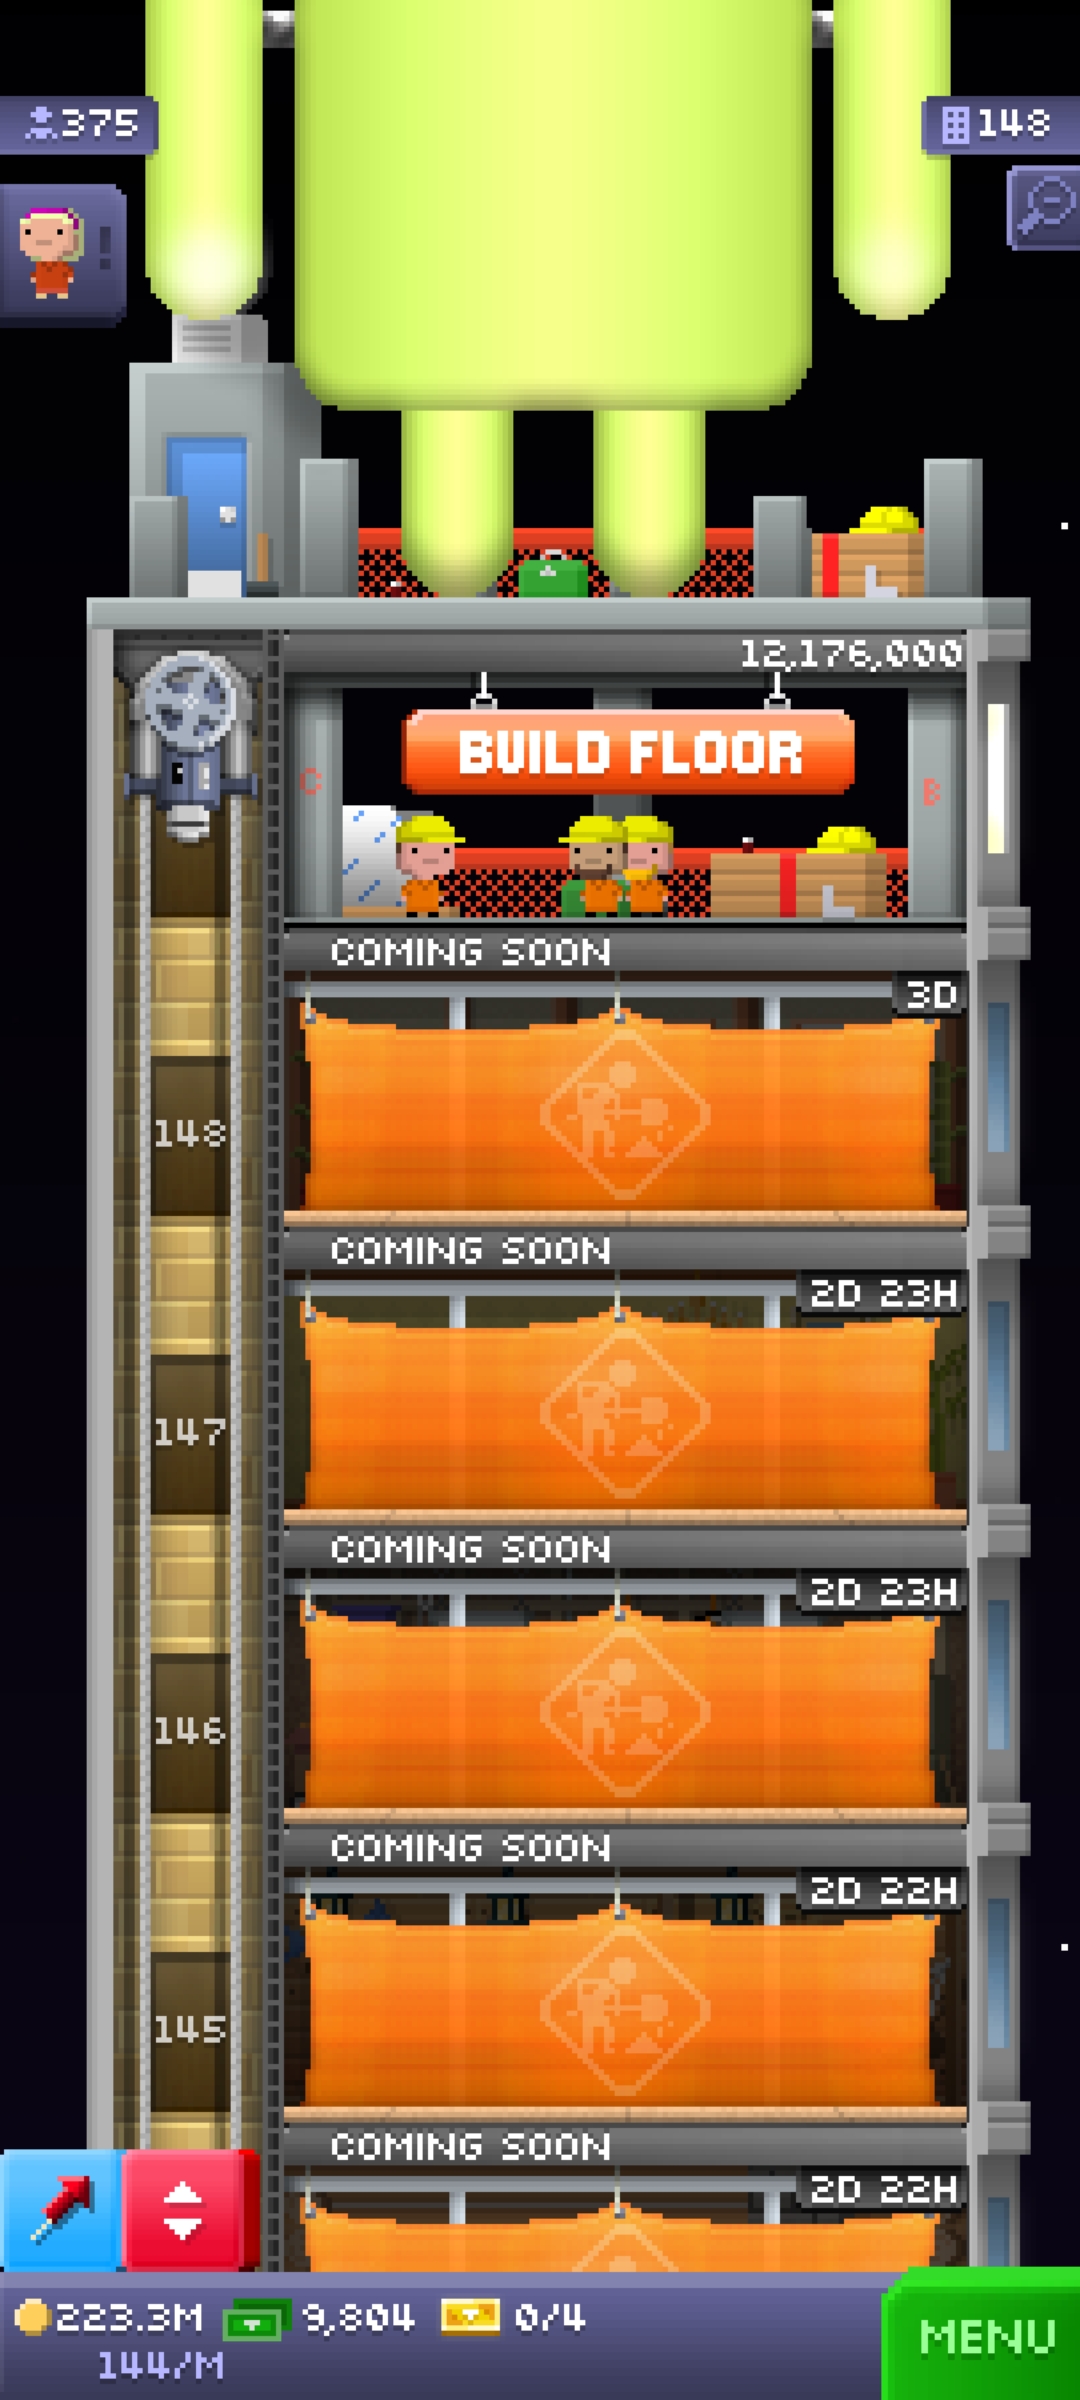 375
148
!
12,176,000
BUILD FLOOR
C
B
COMING SOON
3D
148
COMING SOON
2D 23H
147
COMING SOON
2D 23H
146
COMING SOON
2D 22H
145
COMING SOON
2D 22H
223.3M 9,804 0/4
144/M
MENU